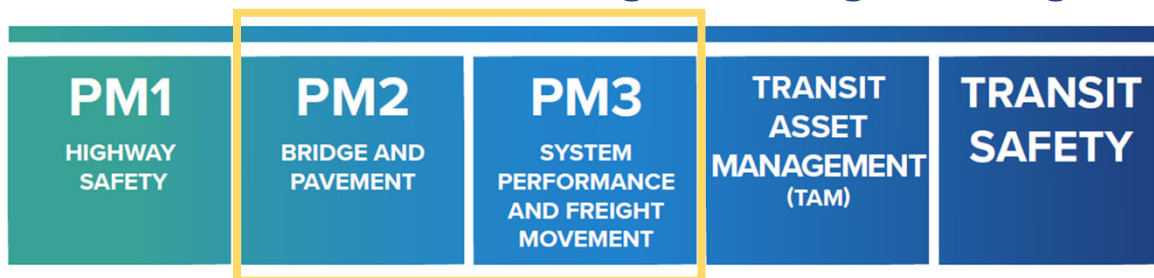 PM1
HIGHWAY
SAFETY
PM2
BRIDGE AND
PAVEMENT
PM3
SYSTEM
PERFORMANCE
AND FREIGHT
MOVEMENT
TRANSIT
ASSET
MANAGEMENT
(TAM)
TRANSIT
SAFETY